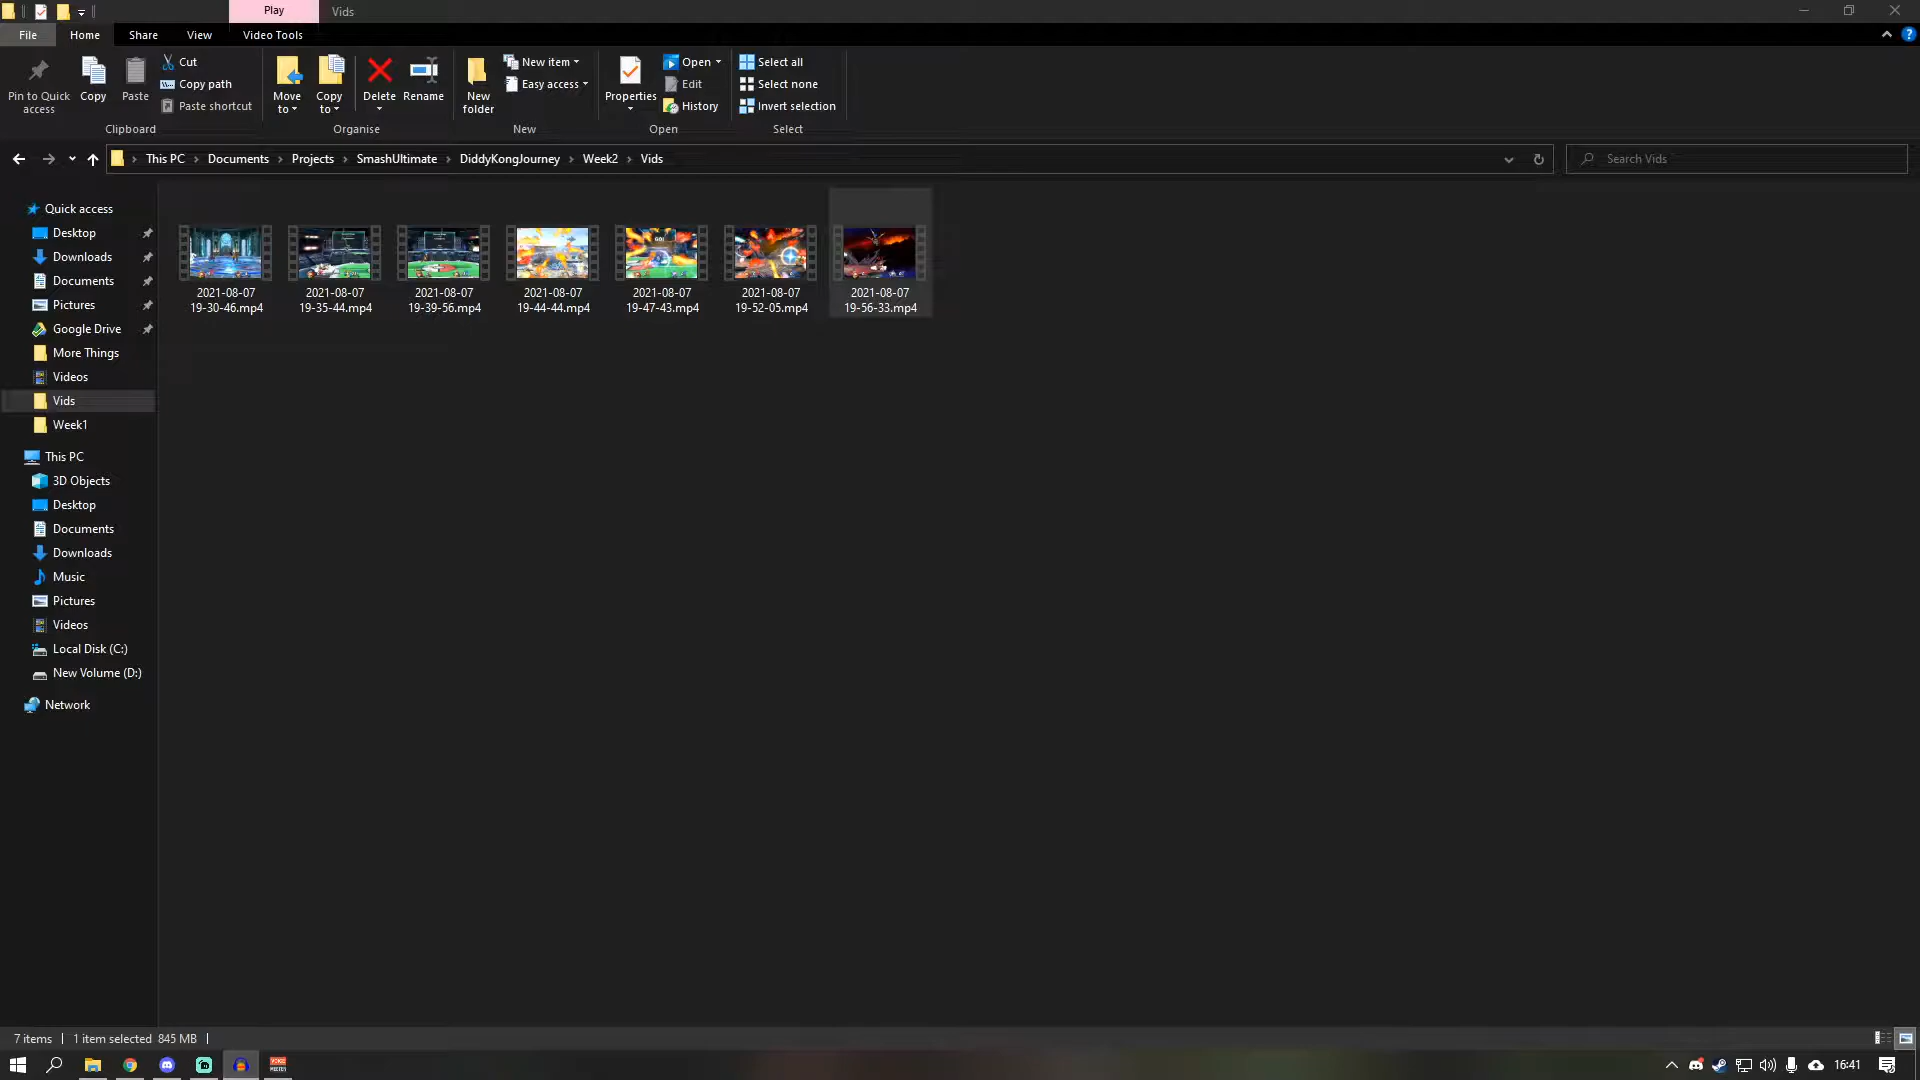 Play
Vids
File
Home
Share
View
Video Tools
Pin to Quick
access
Copy
Paste
Cut
Copy path
Paste shortcut
Clipboard
Move
to
Copy
to
Delete
Rename
Organise
New
folder
New item
Easy access
New
Properties
Open
Edit
History
Open
Select all
Select none
Invert selection
Select
This PC
Documents
Projects
SmashUltimate
DiddyKongJourney
Week2
Vids
Search Vids
Quick access
Desktop
Downloads
Documents
Pictures
Google Drive
More Things
Videos
Vids
Week1
This PC
3D Objects
Desktop
Documents
Downloads
Music
Pictures
Videos
Local Disk (C:)
New Volume (D:)
Network
2021-08-07
19-30-46.mp4
2021-08-07
19-35-44.mp4
2021-08-07
19-39-56.mp4
2021-08-07
19-44-44.mp4
GO!
2021-08-07
19-47-43.mp4
2021-08-07
19-52-05.mp4
2021-08-07
19-56-33.mp4
7 items
1 item selected 845 MB
16:41